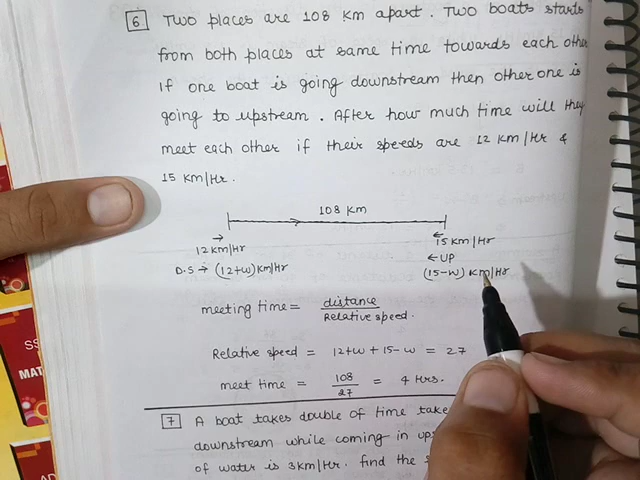 6 Two places are 108 km apart. Two boats starts
from both places at same time towards each other
if one boat is going downstream then other one is
going to upstream. After how much time will they
meet each other if their speeds are 12 km/Hr &
15 km/Hr.
108 km
12 km/Hr 15 km/Hr
UP
D.S → (12+w) km/Hr (15-w) km/Hr
meeting time = distance / Relative speed.
Relative speed = 12+w + 15-w = 27
meet time = 108/27 = 4 Hrs.
7 A boat takes double of time
downstream while coming in
of water is 3 km/Hr. find the
SS
MAT